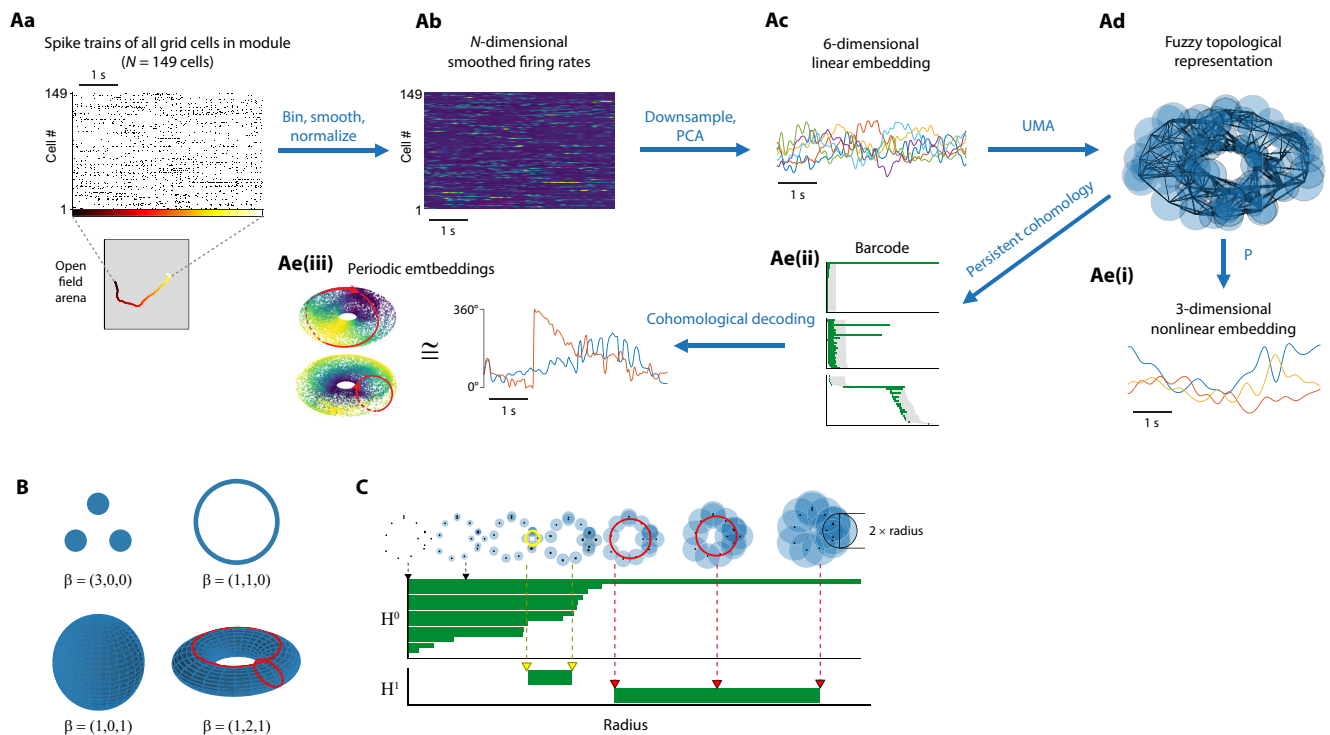 Aa
Spike trains of all grid cells in module
(N = 149 cells)
1 s
149
Cell #
1
Open
field
arena
Bin, smooth,
normalize
Ab
N-dimensional
smoothed firing rates
149
Cell #
1
1 s
Downsample,
PCA
Ac
6-dimensional
linear embedding
1 s
UMA
Ad
Fuzzy topological
representation
Persistent cohomology
P
Ae(i)
3-dimensional
nonlinear embedding
1 s
Ae(ii)
Barcode
Cohomological decoding
Ae(iii)
Periodic emtbeddings
≅
360°
0°
1 s
B
β = (3,0,0)
β = (1,1,0)
β = (1,0,1)
β = (1,2,1)
C
2 × radius
H⁰
H¹
Radius